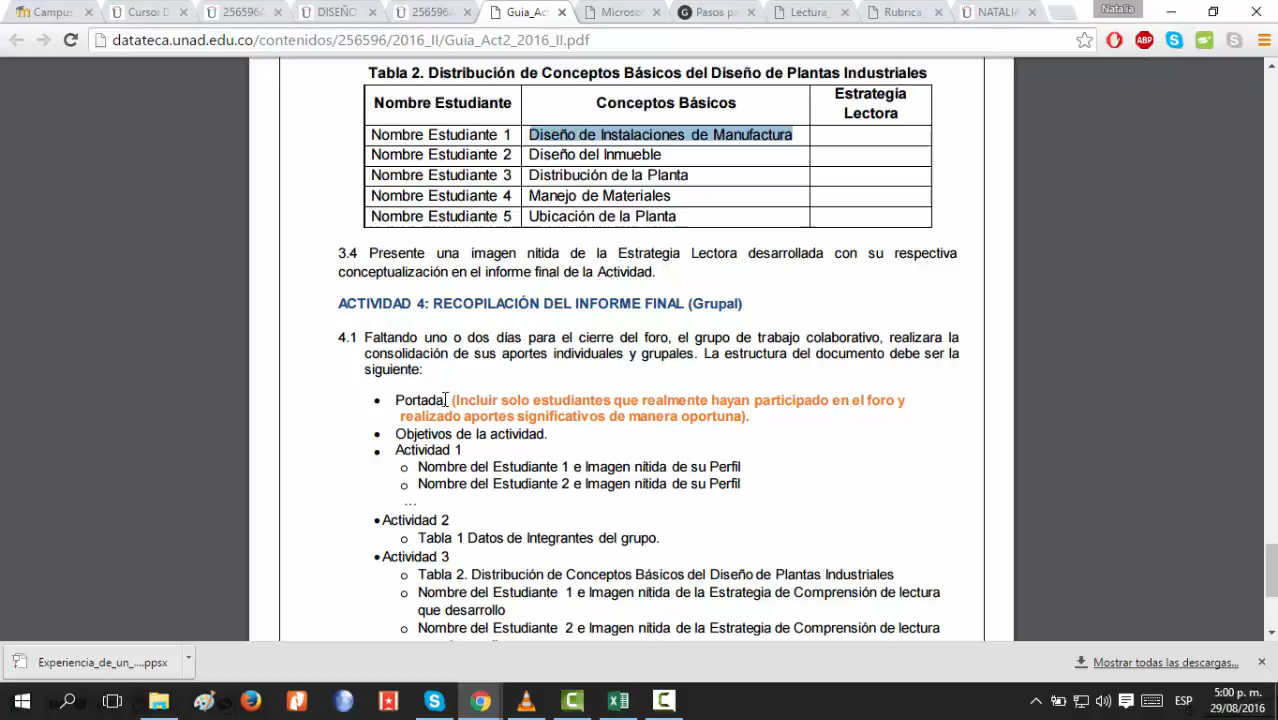 Campus
Cursos D
256596/
DISEÑO
256596/
Guia_Act
Microso
Pasos pa
Lectura_
Rubrica_
NATALIA
Natalia
datateca.unad.edu.co/contenidos/256596/2016_II/Guia_Act2_2016_II.pdf
ABP
Tabla 2. Distribución de Conceptos Básicos del Diseño de Plantas Industriales
Nombre Estudiante Conceptos Básicos Estrategia
Lectora
Nombre Estudiante 1 Diseño de Instalaciones de Manufactura
Nombre Estudiante 2 Diseño del Inmueble
Nombre Estudiante 3 Distribución de la Planta
Nombre Estudiante 4 Manejo de Materiales
Nombre Estudiante 5 Ubicación de la Planta
3.4 Presente una imagen nítida de la Estrategia Lectora desarrollada con su respectiva
conceptualización en el informe final de la Actividad.
ACTIVIDAD 4: RECOPILACIÓN DEL INFORME FINAL (Grupal)
4.1 Faltando uno o dos días para el cierre del foro, el grupo de trabajo colaborativo, realizara la
consolidación de sus aportes individuales y grupales. La estructura del documento debe ser la
siguiente:
• Portada (Incluir solo estudiantes que realmente hayan participado en el foro y
realizado aportes significativos de manera oportuna).
• Objetivos de la actividad.
• Actividad 1
o Nombre del Estudiante 1 e Imagen nítida de su Perfil
o Nombre del Estudiante 2 e Imagen nítida de su Perfil
...
• Actividad 2
o Tabla 1 Datos de Integrantes del grupo.
• Actividad 3
o Tabla 2. Distribución de Conceptos Básicos del Diseño de Plantas Industriales
o Nombre del Estudiante 1 e Imagen nítida de la Estrategia de Comprensión de lectura
que desarrollo
o Nombre del Estudiante 2 e Imagen nítida de la Estrategia de Comprensión de lectura
Experiencia_de_un_....ppsx
Mostrar todas las descargas...
ESP
5:00 p. m.
29/08/2016